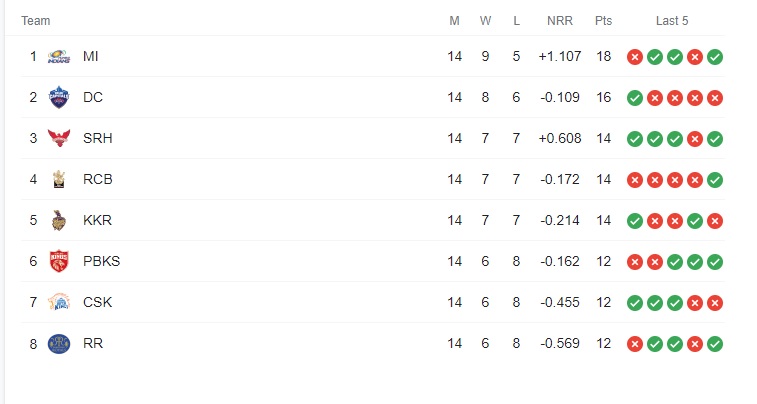 Team M W L NRR Pts Last 5
1 MI 14 9 5 +1.107 18
2 DC 14 8 6 -0.109 16
3 SRH 14 7 7 +0.608 14
4 RCB 14 7 7 -0.172 14
5 KKR 14 7 7 -0.214 14
6 PBKS 14 6 8 -0.162 12
7 CSK 14 6 8 -0.455 12
8 RR 14 6 8 -0.569 12